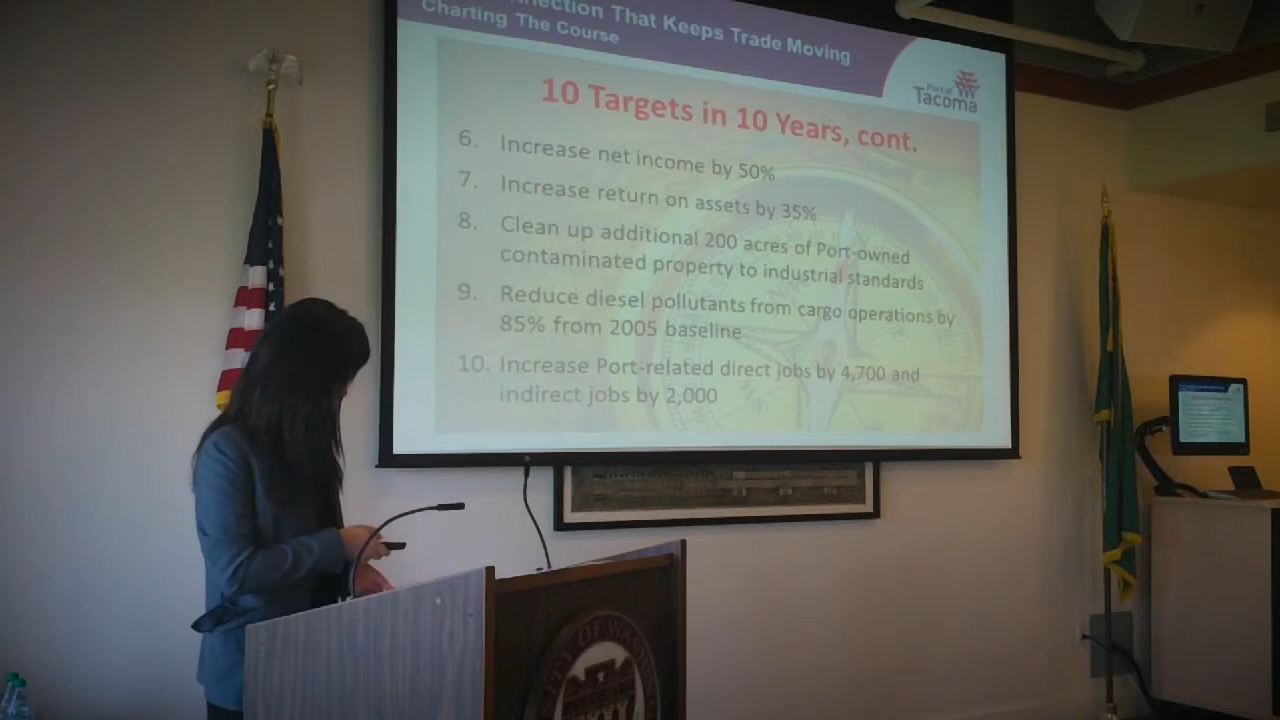 That Keeps Trade Moving
Charting The Course
Port of
Tacoma
10 Targets in 10 Years, cont.
6. Increase net income by 50%
7. Increase return on assets by 35%
8. Clean up additional 200 acres of Port-owned
contaminated property to industrial standards
9. Reduce diesel pollutants from cargo operations by
85% from 2005 baseline
10. Increase Port-related direct jobs by 4,700 and
indirect jobs by 2,000
OF